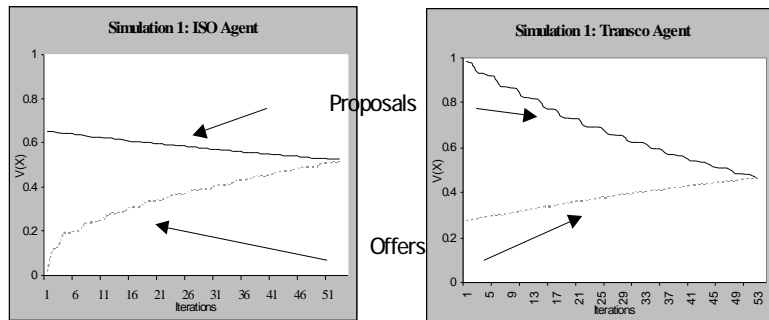 Simulation 1: ISO Agent
1
0.8
0.6
0.4
0.2
0
V(X)
1 6 11 16 21 26 31 36 41 46 51
Iterations
Proposals
Offers
Simulation 1: Transco Agent
1
0.8
0.6
0.4
0.2
0
V(X)
1 5 9 13 17 21 25 29 33 37 41 45 49 53
Iterations